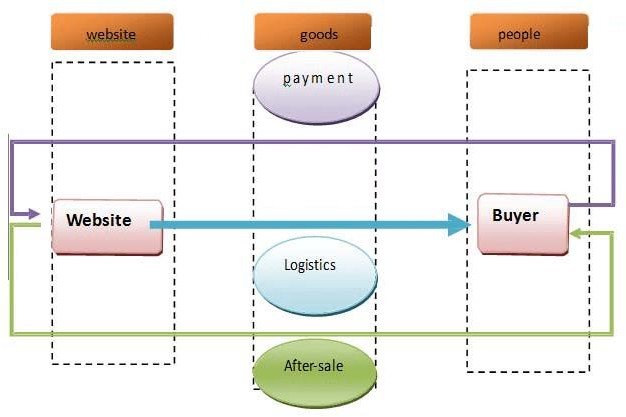 website
goods
people
payment
Website
Buyer
Logistics
After-sale